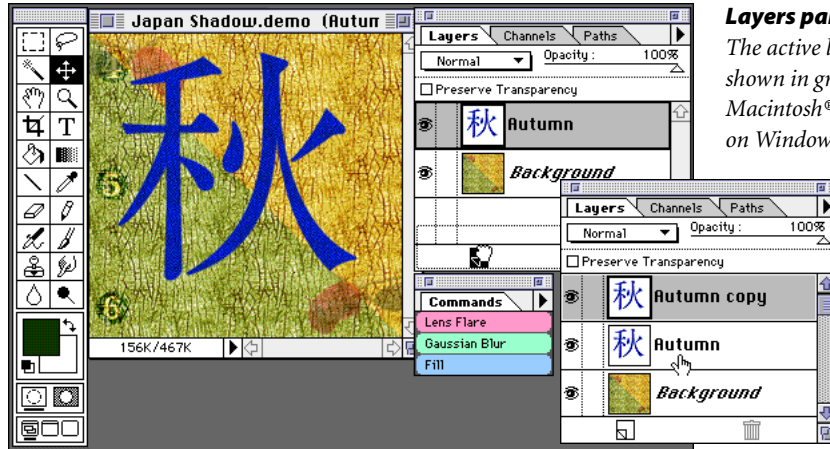 Japan Shadow.demo (Autum
T
秋
5
6
156K/467K
Layers Channels Paths
Normal Opacity: 100%
Preserve Transparency
秋 Autumn
Background
Commands
Lens Flare
Gaussian Blur
Fill
Layers Channels Paths
Normal Opacity: 100%
Preserve Transparency
秋 Autumn copy
秋 Autumn
Background
Layers pa
The active l
shown in gr
Macintosh®
on Window